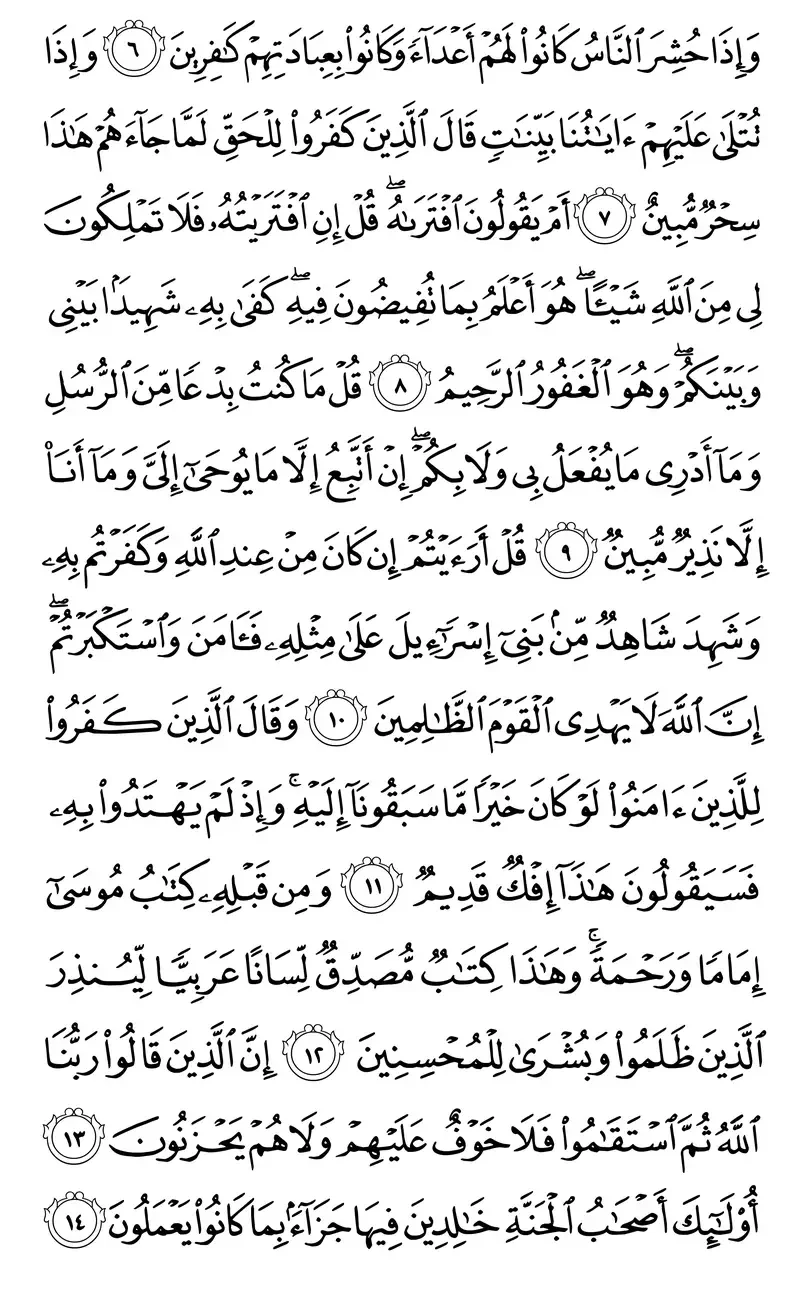 وَإِذَا حُشِرَ ٱلنَّاسُ كَانُوا۟ لَهُمْ أَعْدَآءً وَكَانُوا۟ بِعِبَادَتِهِمْ كَٰفِرِينَ ٦ وَإِذَا
تُتْلَىٰ عَلَيْهِمْ ءَايَٰتُنَا بَيِّنَٰتٍ قَالَ ٱلَّذِينَ كَفَرُوا۟ لِلْحَقِّ لَمَّا جَآءَهُمْ هَٰذَا
سِحْرٌ مُّبِينٌ ٧ أَمْ يَقُولُونَ ٱفْتَرَىٰهُ ۖ قُلْ إِنِ ٱفْتَرَيْتُهُۥ فَلَا تَمْلِكُونَ
لِى مِنَ ٱللَّهِ شَيْـًٔا ۖ هُوَ أَعْلَمُ بِمَا تُفِيضُونَ فِيهِ ۖ كَفَىٰ بِهِۦ شَهِيدًۢا بَيْنِى
وَبَيْنَكُمْ ۖ وَهُوَ ٱلْغَفُورُ ٱلرَّحِيمُ ٨ قُلْ مَا كُنتُ بِدْعًا مِّنَ ٱلرُّسُلِ
وَمَآ أَدْرِى مَا يُفْعَلُ بِى وَلَا بِكُمْ ۖ إِنْ أَتَّبِعُ إِلَّا مَا يُوحَىٰٓ إِلَىَّ وَمَآ أَنَا۠
إِلَّا نَذِيرٌ مُّبِينٌ ٩ قُلْ أَرَءَيْتُمْ إِن كَانَ مِنْ عِندِ ٱللَّهِ وَكَفَرْتُم بِهِۦ
وَشَهِدَ شَاهِدٌ مِّنۢ بَنِىٓ إِسْرَٰٓءِيلَ عَلَىٰ مِثْلِهِۦ فَـَٔامَنَ وَٱسْتَكْبَرْتُمْ ۖ
إِنَّ ٱللَّهَ لَا يَهْدِى ٱلْقَوْمَ ٱلظَّٰلِمِينَ ١٠ وَقَالَ ٱلَّذِينَ كَفَرُوا۟
لِلَّذِينَ ءَامَنُوا۟ لَوْ كَانَ خَيْرًا مَّا سَبَقُونَآ إِلَيْهِ ۚ وَإِذْ لَمْ يَهْتَدُوا۟ بِهِۦ
فَسَيَقُولُونَ هَٰذَآ إِفْكٌ قَدِيمٌ ١١ وَمِن قَبْلِهِۦ كِتَٰبُ مُوسَىٰٓ
إِمَامًا وَرَحْمَةً ۚ وَهَٰذَا كِتَٰبٌ مُّصَدِّقٌ لِّسَانًا عَرَبِيًّا لِّيُنذِرَ
ٱلَّذِينَ ظَلَمُوا۟ وَبُشْرَىٰ لِلْمُحْسِنِينَ ١٢ إِنَّ ٱلَّذِينَ قَالُوا۟ رَبُّنَا
ٱللَّهُ ثُمَّ ٱسْتَقَٰمُوا۟ فَلَا خَوْفٌ عَلَيْهِمْ وَلَا هُمْ يَحْزَنُونَ ١٣
أُو۟لَٰٓئِكَ أَصْحَٰبُ ٱلْجَنَّةِ خَٰلِدِينَ فِيهَا جَزَآءًۢ بِمَا كَانُوا۟ يَعْمَلُونَ ١٤